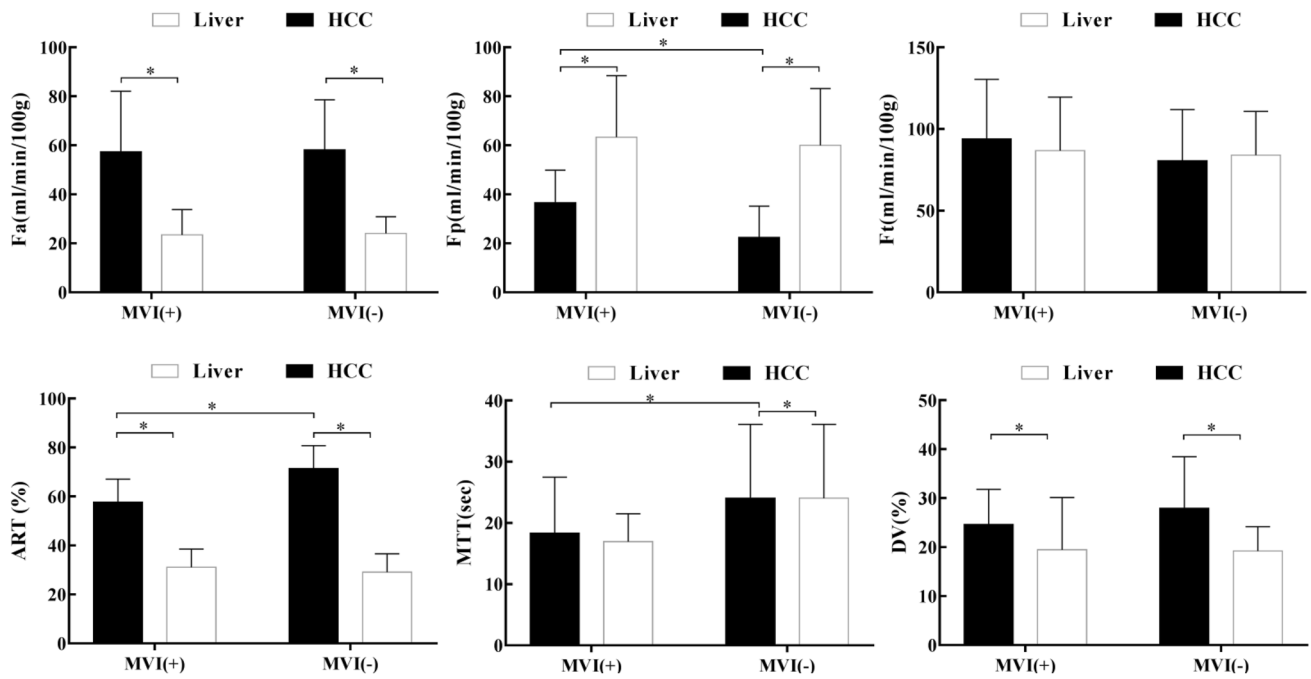 Liver HCC
Fa(ml/min/100g)
100
*
*
80
60
40
20
0
MVI(+) MVI(-)
Liver HCC
Fp(ml/min/100g)
100
*
*
*
80
60
40
20
0
MVI(+) MVI(-)
Liver HCC
Ft(ml/min/100g)
150
100
50
0
MVI(+) MVI(-)
Liver HCC
ART (%)
100
*
*
*
80
60
40
20
0
MVI(+) MVI(-)
Liver HCC
MTT(sec)
40
*
*
30
20
10
0
MVI(+) MVI(-)
Liver HCC
DV(%)
50
*
*
40
30
20
10
0
MVI(+) MVI(-)